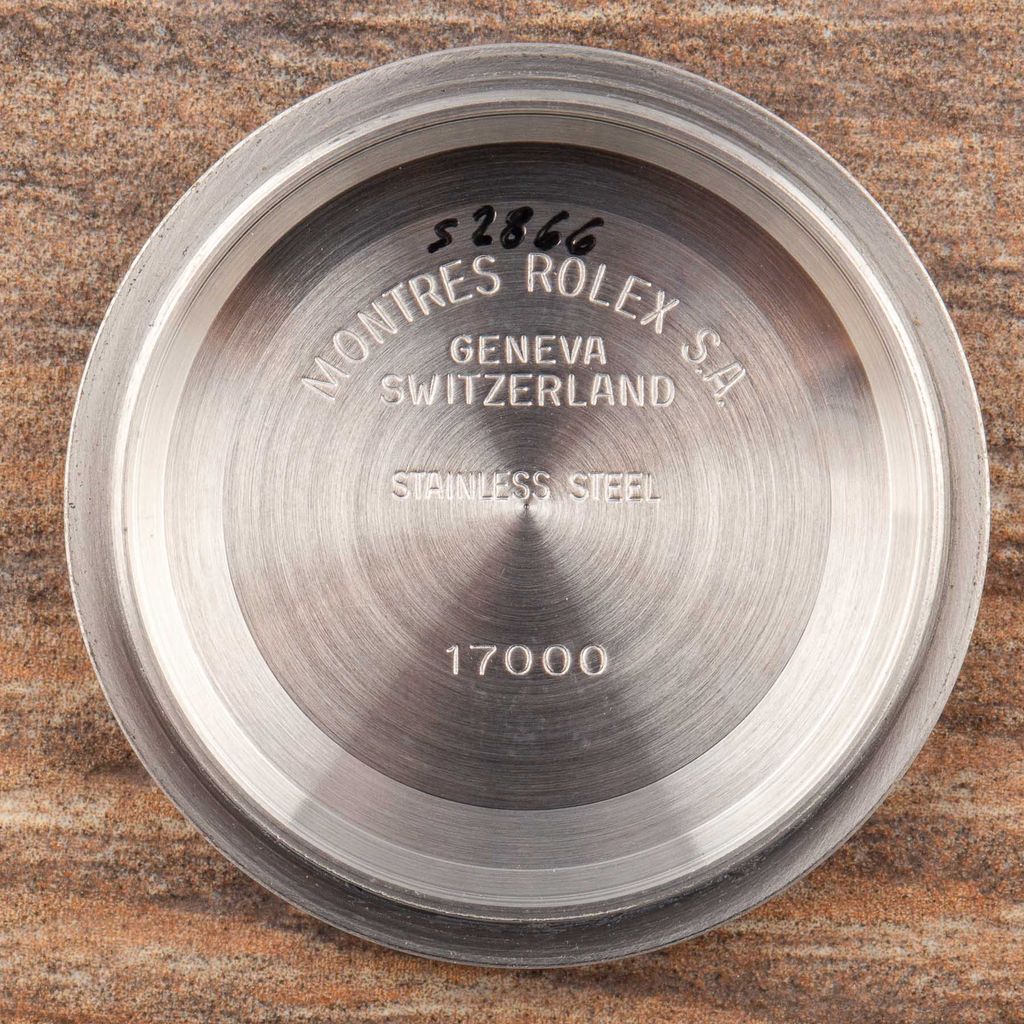 s2866
MONTRES ROLEX S.A.
GENEVA
SWITZERLAND
STAINLESS STEEL
17000